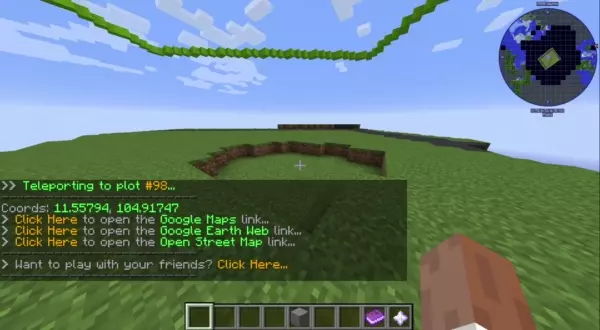 >> Teleporting to plot #98...
Coords: 11.55794, 104.91747
> Click Here to open the Google Maps link...
> Click Here to open the Google Earth Web link...
> Click Here to open the Open Street Map link...
> Want to play with your friends? Click Here...